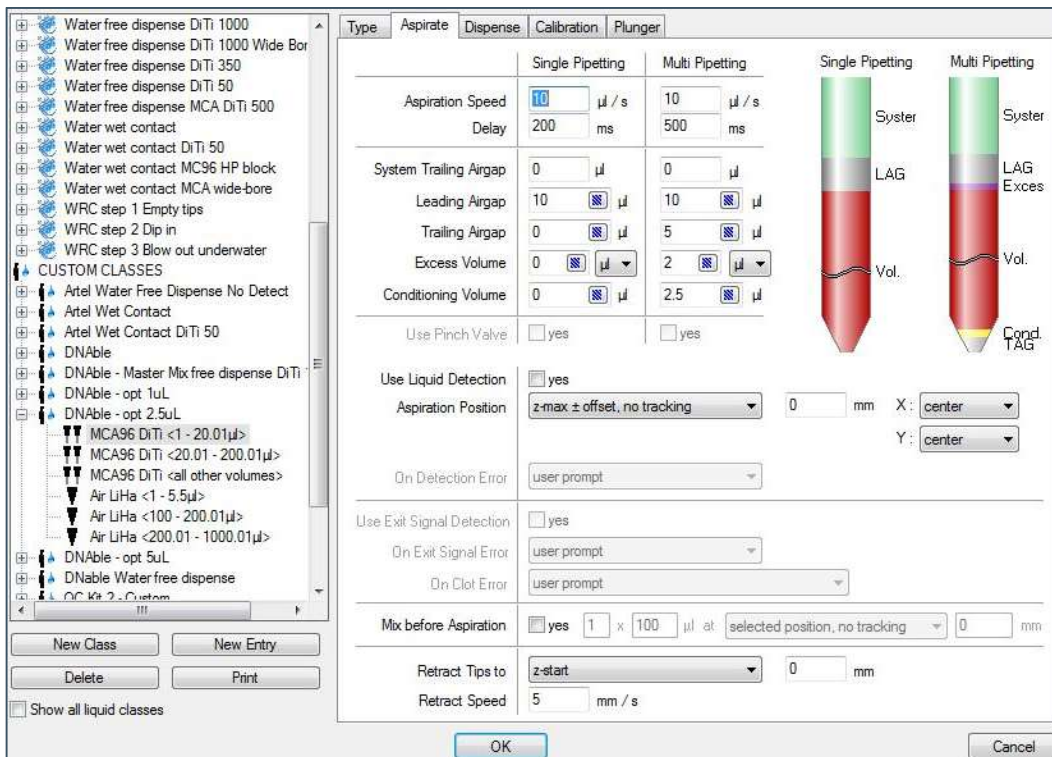 Water free dispense DiTi 1000
Water free dispense DiTi 1000 Wide Bor
Water free dispense DiTi 350
Water free dispense DiTi 50
Water free dispense MCA DiTi 500
Water wet contact
Water wet contact DiTi 50
Water wet contact MC96 HP block
Water wet contact MCA wide-bore
WRC step 1 Empty tips
WRC step 2 Dip in
WRC step 3 Blow out underwater
CUSTOM CLASSES
Artel Water Free Dispense No Detect
Artel Wet Contact
Artel Wet Contact DiTi 50
DNAble
DNAble - Master Mix free dispense DiTi
DNAble - opt 1uL
DNAble - opt 2.5uL
MCA96 DiTi <1 - 20.01µl>
MCA96 DiTi <20.01 - 200.01µl>
MCA96 DiTi <all other volumes>
Air LiHa <1 - 5.5µl>
Air LiHa <100 - 200.01µl>
Air LiHa <200.01 - 1000.01µl>
DNAble - opt 5uL
DNable Water free dispense
QC Kit 2 - Custom
New Class New Entry
Delete Print
Show all liquid classes
Type Aspirate Dispense Calibration Plunger
Single Pipetting Multi Pipetting
Aspiration Speed 10 µl / s 10 µl / s
Delay 200 ms 500 ms
System Trailing Airgap 0 µl 0 µl
Leading Airgap 10 µl 10 µl
Trailing Airgap 0 µl 5 µl
Excess Volume 0 µl 2 µl
Conditioning Volume 0 µl 2.5 µl
Use Pinch Valve yes yes
Single Pipetting Multi Pipetting
Syster Syster
LAG LAG
Exces
Vol. Vol.
Cond.
TAG
Use Liquid Detection yes
Aspiration Position z-max ± offset, no tracking 0 mm X : center
Y : center
On Detection Error user prompt
Use Exit Signal Detection yes
On Exit Signal Error user prompt
On Clot Error user prompt
Mix before Aspiration yes 1 x 100 µl at selected position, no tracking 0 mm
Retract Tips to z-start 0 mm
Retract Speed 5 mm / s
OK Cancel